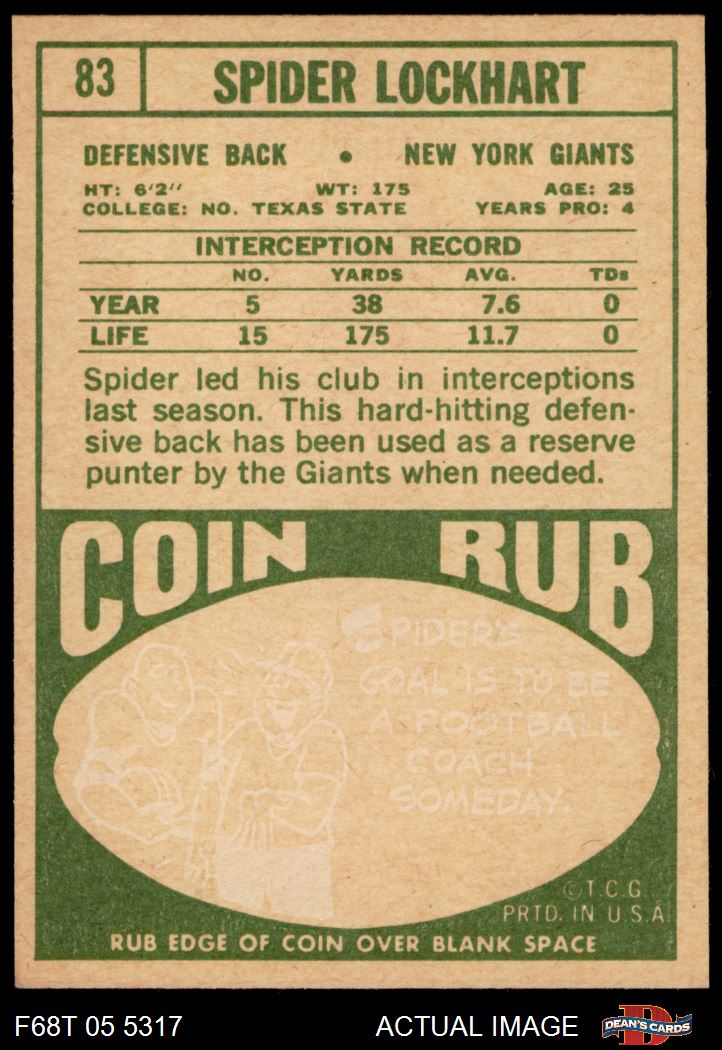 83 SPIDER LOCKHART
DEFENSIVE BACK • NEW YORK GIANTS
HT: 6'2'' WT: 175 AGE: 25
COLLEGE: NO. TEXAS STATE YEARS PRO: 4
INTERCEPTION RECORD
NO. YARDS AVG. TDs
YEAR 5 38 7.6 0
LIFE 15 175 11.7 0
Spider led his club in interceptions
last season. This hard-hitting defen-
sive back has been used as a reserve
punter by the Giants when needed.
COIN RUB
SPIDER'S
GOAL IS TO BE
A FOOTBALL
COACH
SOMEDAY.
©T.C.G.
PRTD. IN U.S.A
RUB EDGE OF COIN OVER BLANK SPACE
F68T 05 5317 ACTUAL IMAGE D DEAN'S CARDS